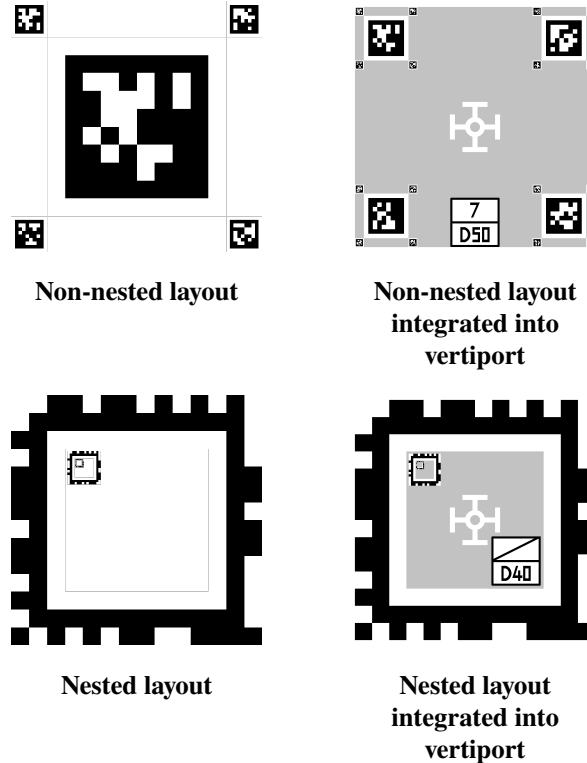 7
D50
Non-nested layout
Non-nested layout
integrated into
vertiport
D40
Nested layout
Nested layout
integrated into
vertiport